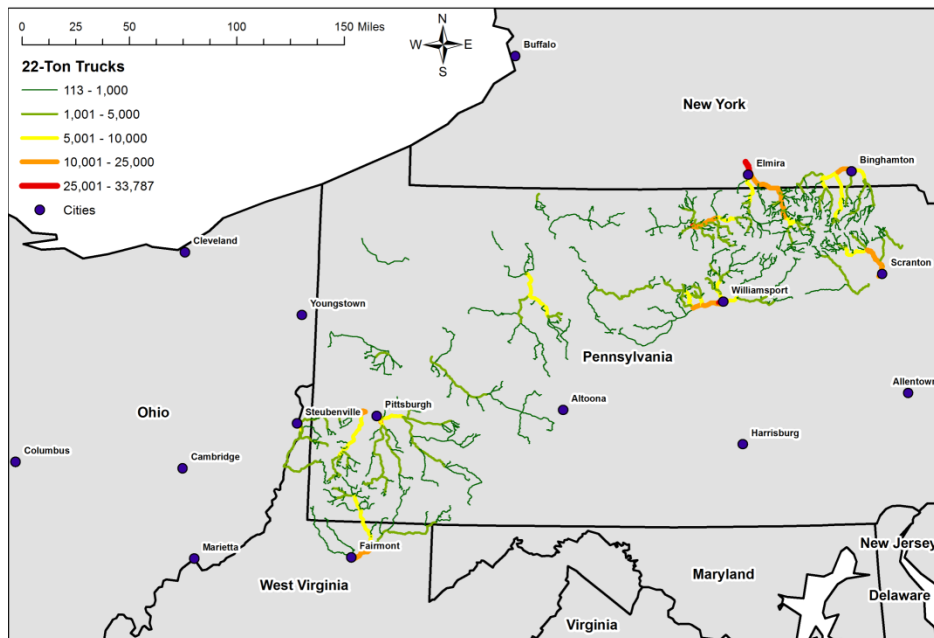 0 25 50 100 150 Miles
N
W E
S
Buffalo
22-Ton Trucks
113 - 1,000
1,001 - 5,000
5,001 - 10,000
10,001 - 25,000
25,001 - 33,787
Cities
New York
Elmira
Binghamton
Cleveland
Scranton
Youngstown
Williamsport
Pennsylvania
Allentown
Ohio
Steubenville
Pittsburgh
Altoona
Harrisburg
Columbus
Cambridge
Marietta
Fairmont
New Jersey
West Virginia
Maryland
Delaware
Virginia